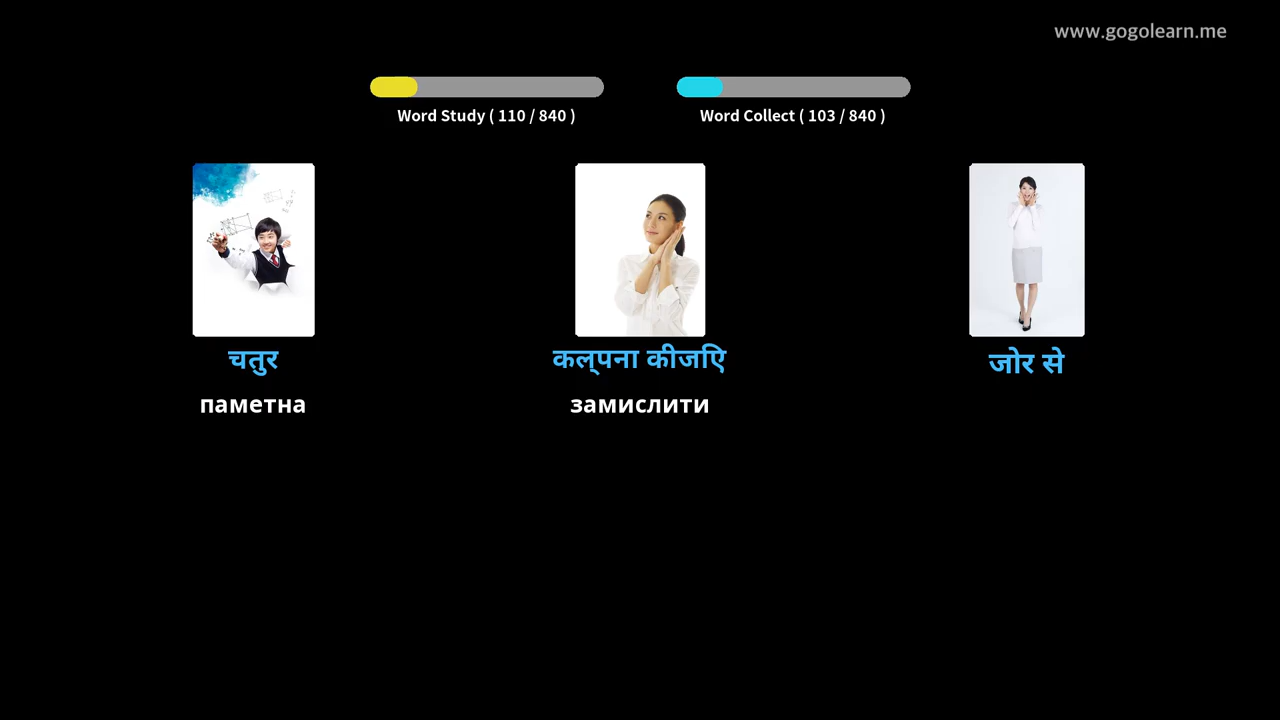 www.gogolearn.me
Word Study ( 110 / 840 )
Word Collect ( 103 / 840 )
चतुर
паметна
कल्पना कीजिए
замислити
जोर से